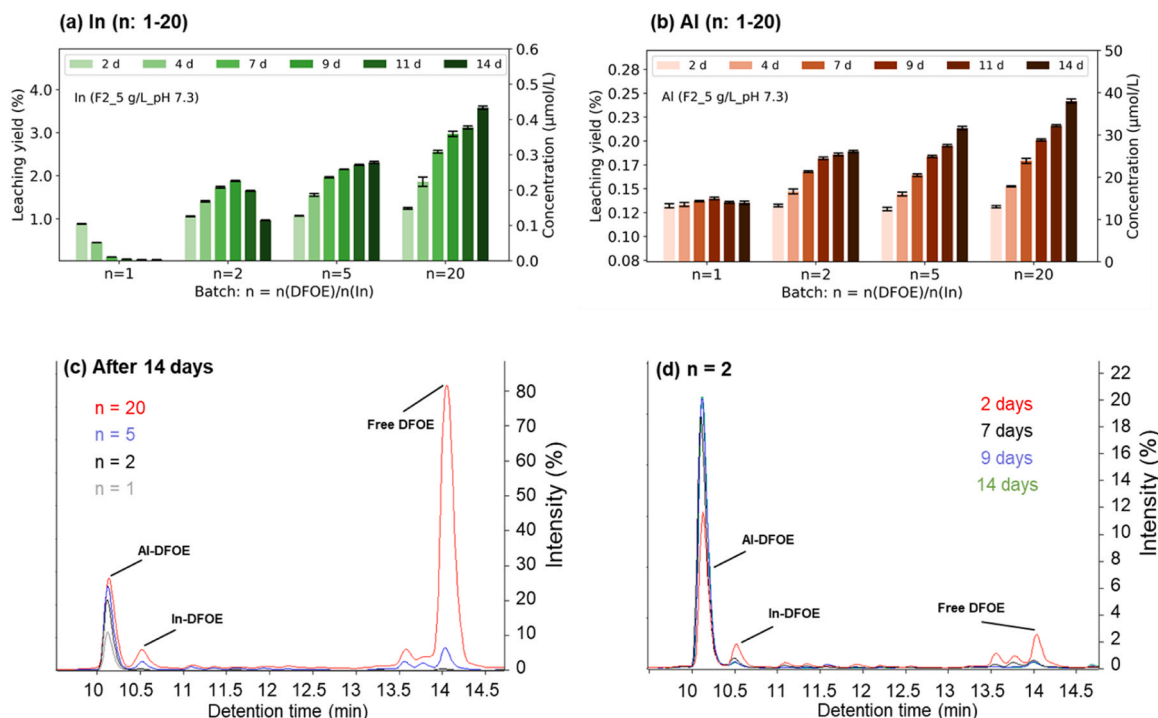 (a) In (n: 1-20)
2 d 4 d 7 d 9 d 11 d 14 d
In (F2_5 g/L_pH 7.3)
Leaching yield (%)
4.0
3.0
2.0
1.0
0.6
0.5
0.4
0.3
0.2
0.1
0.0
Concentration (µmol/L)
n=1 n=2 n=5 n=20
Batch: n = n(DFOE)/n(In)
(b) Al (n: 1-20)
2 d 4 d 7 d 9 d 11 d 14 d
Al (F2_5 g/L_pH 7.3)
Leaching yield (%)
0.28
0.25
0.23
0.20
0.17
0.15
0.12
0.10
0.08
50
40
30
20
10
0
Concentration (µmol/L)
n=1 n=2 n=5 n=20
Batch: n = n(DFOE)/n(In)
(c) After 14 days
n = 20
n = 5
n = 2
n = 1
Free DFOE
Al-DFOE
In-DFOE
80
70
60
50
40
30
20
10
0
Intensity (%)
10 10.5 11 11.5 12 12.5 13 13.5 14 14.5
Detention time (min)
(d) n = 2
2 days
7 days
9 days
14 days
Al-DFOE
In-DFOE
Free DFOE
22
20
18
16
14
12
10
8
6
4
2
0
Intensity (%)
10 10.5 11 11.5 12 12.5 13 13.5 14 14.5
Detention time (min)